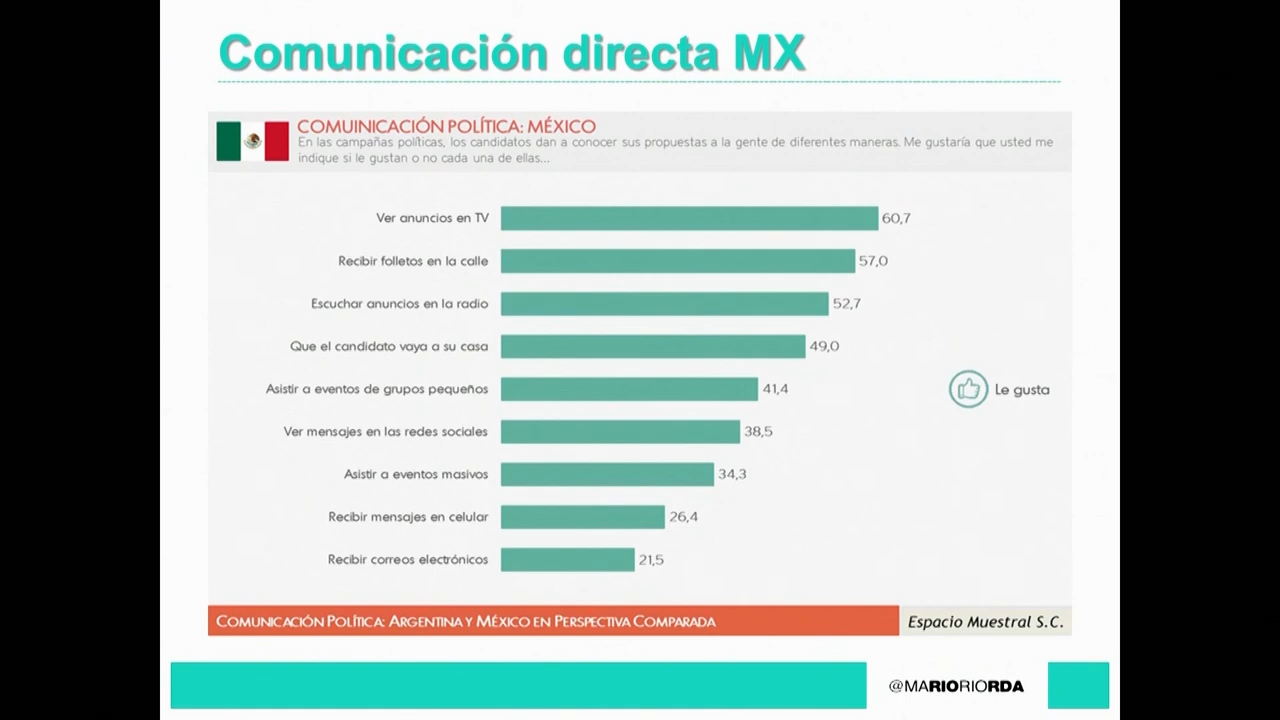 Comunicación directa MX
COMUINICACIÓN POLÍTICA: MÉXICO
En las campañas políticas, los candidatos dan a conocer sus propuestas a la gente de diferentes maneras. Me gustaría que usted me
indique si le gustan o no cada una de ellas...
Ver anuncios en TV 60,7
Recibir folletos en la calle 57,0
Escuchar anuncios en la radio 52,7
Que el candidato vaya a su casa 49,0
Asistir a eventos de grupos pequeños 41,4
Le gusta
Ver mensajes en las redes sociales 38,5
Asistir a eventos masivos 34,3
Recibir mensajes en celular 26,4
Recibir correos electrónicos 21,5
COMUNICACIÓN POLÍTICA: ARGENTINA Y MÉXICO EN PERSPECTIVA COMPARADA
Espacio Muestral S.C.
@MARIORIORDA